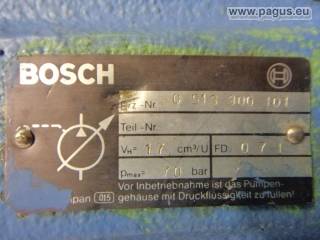 www.pagus.eu
BOSCH
Erz.-Nr. 0 513 300 101
Teil-Nr.
VH= 17 cm³/U FD. 0 7 1
pmax= 70 bar
Vor Inbetriebnahme ist das Pumpen-
gehäuse mit Druckflüssigkeit zu füllen!
pan 015